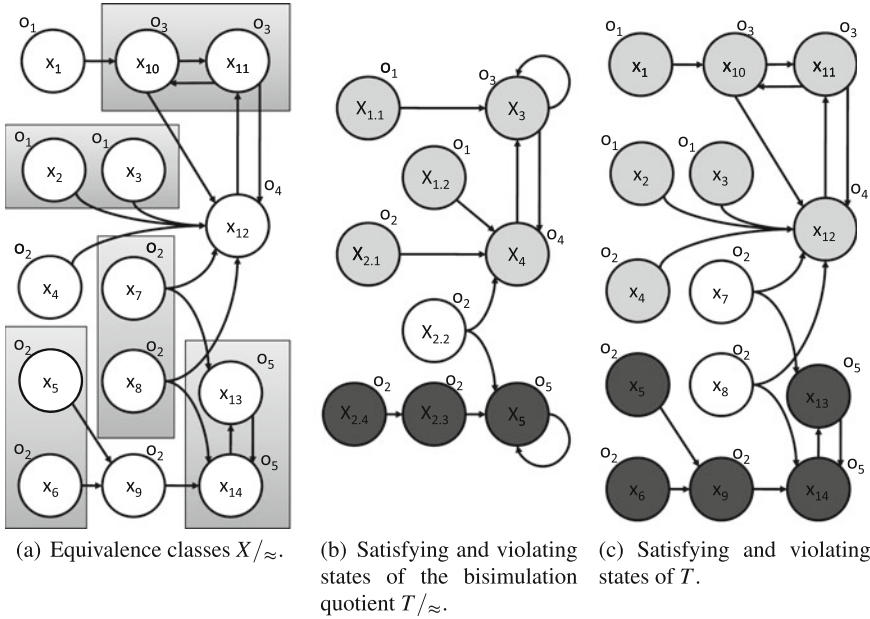 O₁ x₁ O₃ x₁₀ O₃ x₁₁
O₁ x₂ O₁ x₃
O₄ x₁₂
O₂ x₄ O₂ x₇
O₂ x₅ O₂ x₈ O₅ x₁₃
O₂ x₆ O₂ x₉ O₅ x₁₄
(a) Equivalence classes X/≈.
O₁ X₁.₁ O₃ X₃
O₁ X₁.₂
O₂ X₂.₁ O₄ X₄
O₂ X₂.₂
O₂ X₂.₄ O₂ X₂.₃ O₅ X₅
(b) Satisfying and violating
states of the bisimulation
quotient T/≈.
O₁ x₁ O₃ x₁₀ O₃ x₁₁
O₁ x₂ O₁ x₃
O₄ x₁₂
O₂ x₄ O₂ x₇
O₂ x₅ O₂ x₈ O₅ x₁₃
O₂ x₆ O₂ x₉ O₅ x₁₄
(c) Satisfying and violating
states of T.